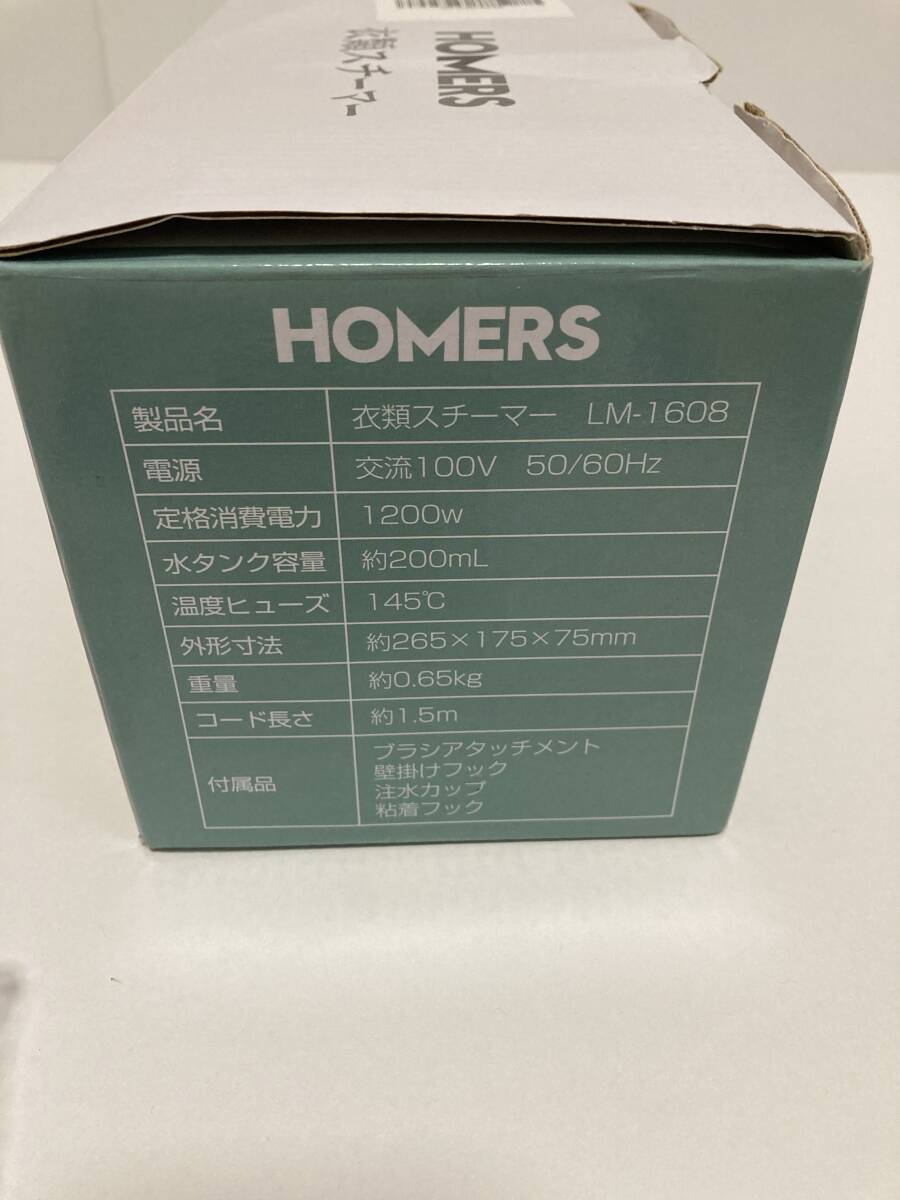 HOMERS
衣類スチーマー
HOMERS
製品名 衣類スチーマー LM-1608
電源 交流100V 50/60Hz
定格消費電力 1200w
水タンク容量 約200mL
温度ヒューズ 145℃
外形寸法 約265×175×75mm
重量 約0.65kg
コード長さ 約1.5m
付属品 ブラシアタッチメント
壁掛けフック
注水カップ
粘着フック